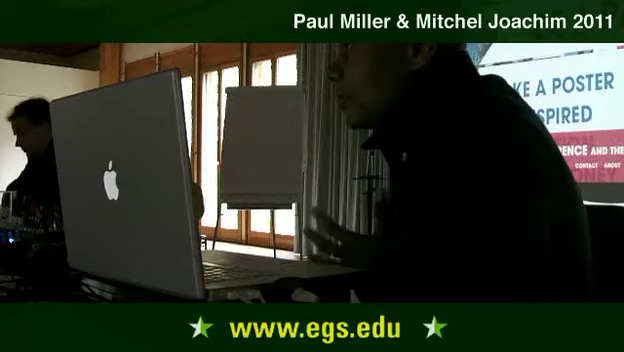 Paul Miller & Mitchel Joachim 2011
KE A POSTER
SPIRED
ENCE AND THE
CONTACT ABOUT
www.egs.edu